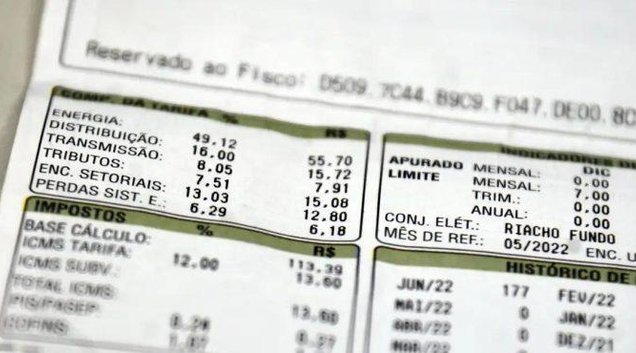 Reservado ao Fisco: D509.7C44.B9C9.F047.DE00.8C
COMP. DA TARIFA % R$
ENERGIA: 49.12 55.70
DISTRIBUIÇÃO: 16.00 15.72
TRANSMISSÃO: 8.05 7.91
TRIBUTOS: 7.51 15.08
ENC. SETORIAIS: 13.03 12.80
PERDAS SIST. E.: 6.29 6.18
IMPOSTOS % R$
BASE CÁLCULO: 113.39
ICMS TARIFA: 12.00 13.60
ICMS SUBV.:
TOTAL ICMS: 13.60
PIS/PASEP:
COFINS:
INDICADORES DE
DIC
APURADO MENSAL: 0.00
LIMITE MENSAL: 7.00
TRIM.: 0.00
ANUAL: 0.00
CONJ. ELÉT.: RIACHO FUNDO
MÊS DE REF.: 05/2022 ENC. U
HISTÓRICO DE
JUN/22 177 FEV/22
MAI/22 0 JAN/22
ABR/22 0 DEZ/21